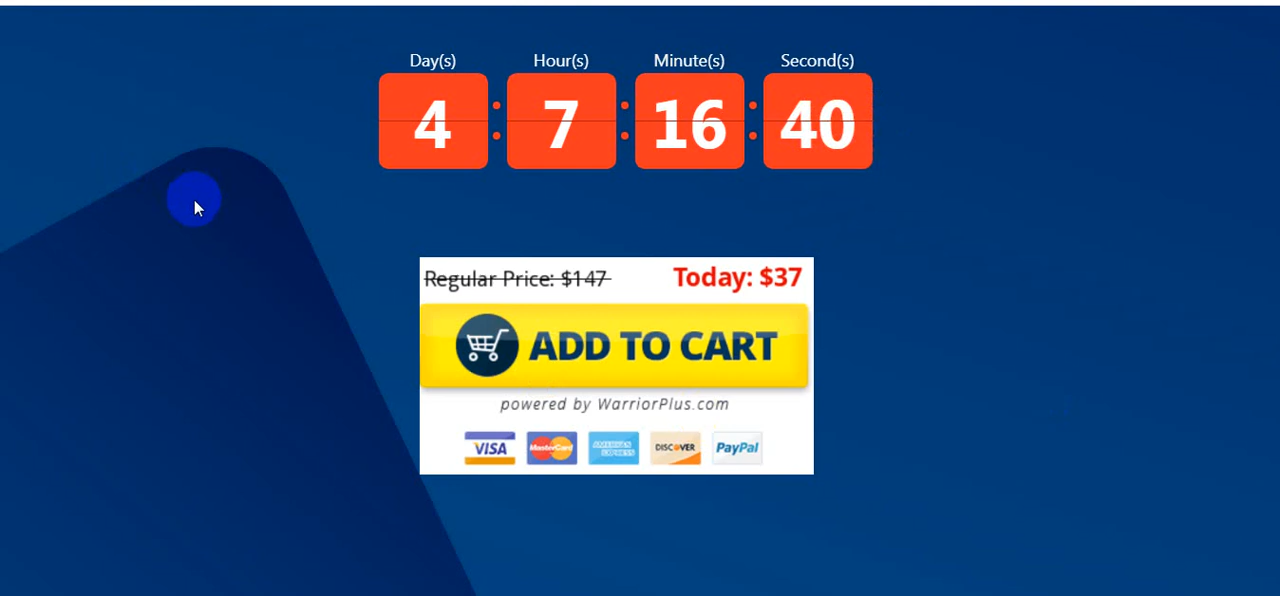 Day(s) Hour(s) Minute(s) Second(s)
4 : 7 : 16 : 40
Regular Price: $147 Today: $37
ADD TO CART
powered by WarriorPlus.com
VISA MasterCard AMERICAN EXPRESS DISCOVER PayPal